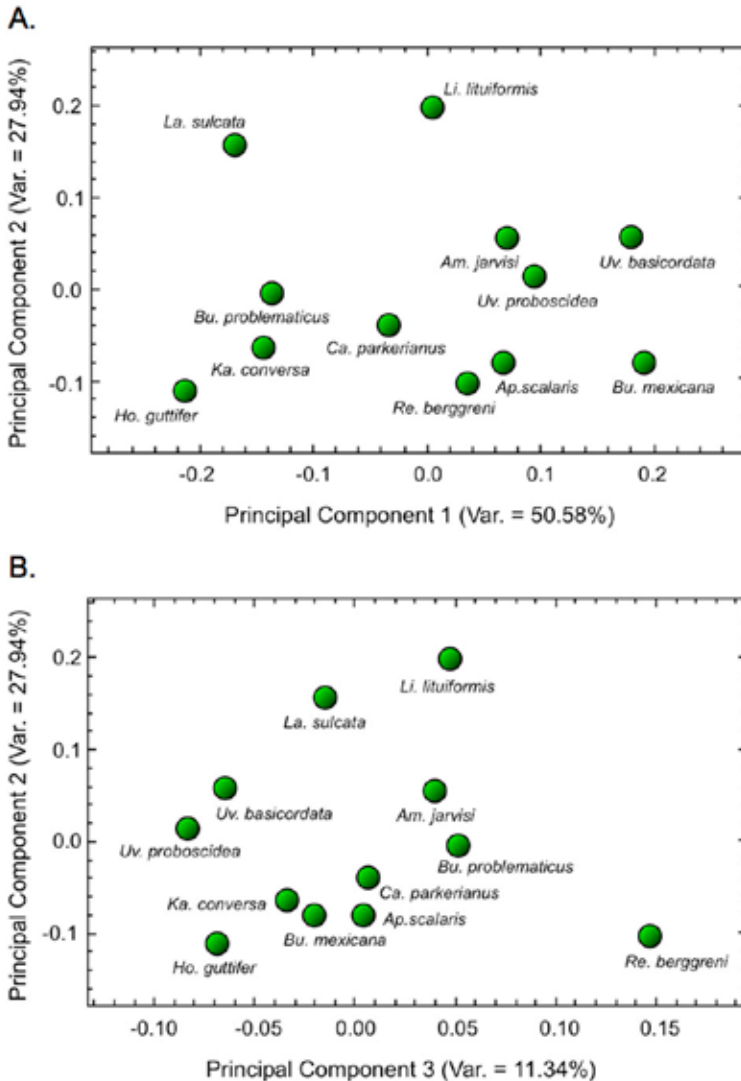 A.
Principal Component 2 (Var. = 27.94%)
0.2
0.1
0.0
-0.1
Li. lituiformis
La. sulcata
Am. jarvisi
Uv. basicordata
Uv. proboscidea
Bu. problematicus
Ca. parkerianus
Ka. conversa
Ap.scalaris
Bu. mexicana
Re. berggreni
Ho. guttifer
-0.2
-0.1
0.0
0.1
0.2
Principal Component 1 (Var. = 50.58%)
B.
Principal Component 2 (Var. = 27.94%)
0.2
0.1
0.0
-0.1
Li. lituiformis
La. sulcata
Uv. basicordata
Am. jarvisi
Uv. proboscidea
Bu. problematicus
Ca. parkerianus
Ka. conversa
Ap.scalaris
Bu. mexicana
Ho. guttifer
Re. berggreni
-0.10
-0.05
0.00
0.05
0.10
0.15
Principal Component 3 (Var. = 11.34%)